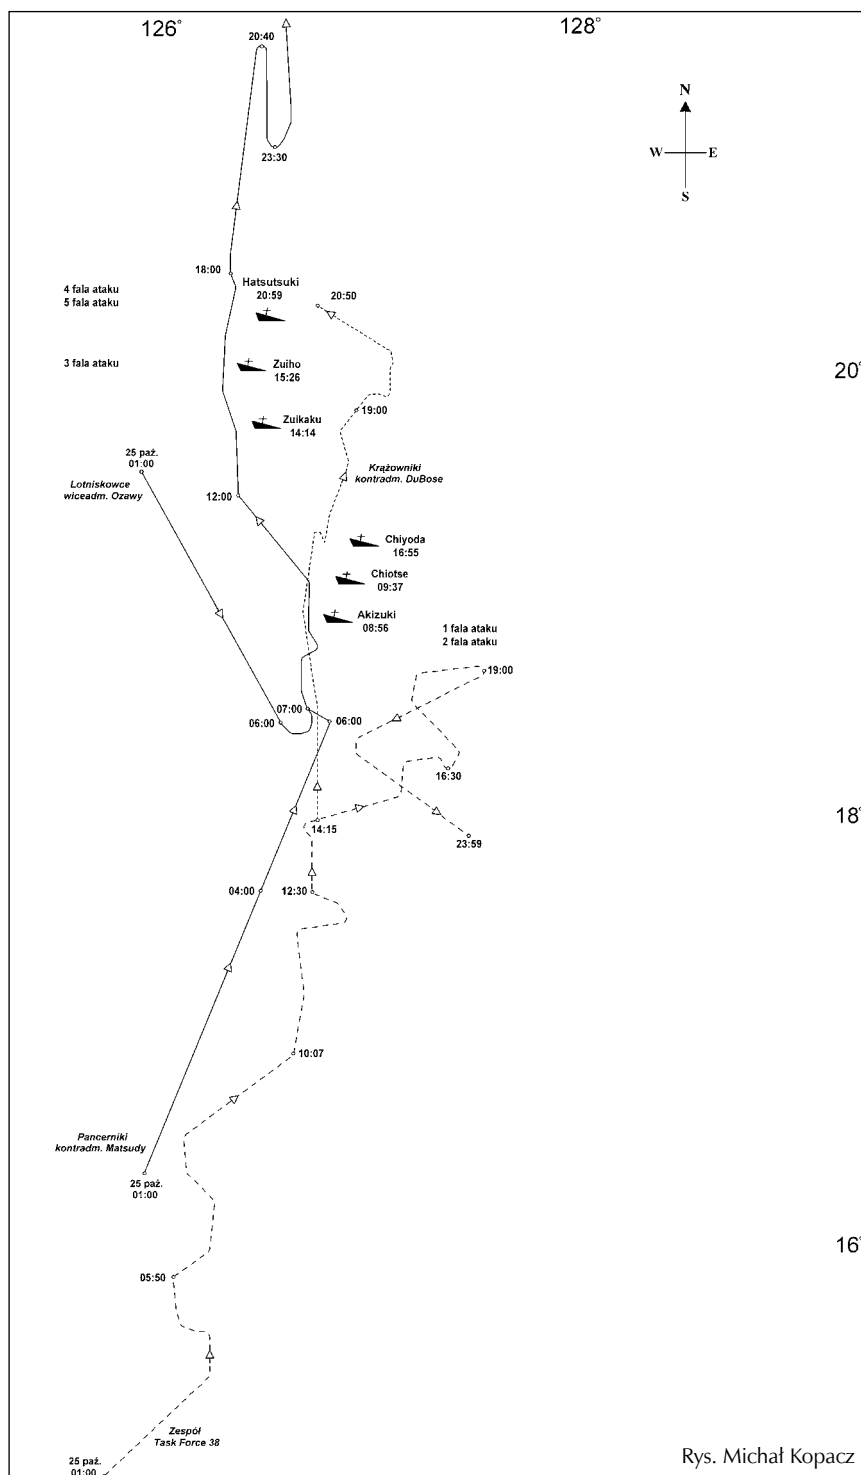 126°
128°
20:40
N
W
E
S
23:30
18:00
4 fala ataku
5 fala ataku
Hatsutsuki
20:59
20:50
3 fala ataku
Zuiho
15:26
20°
19:00
Zuikaku
14:14
25 paź.
01:00
Lotniskowce
wiceadm. Ozawy
Krążowniki
kontradm. DuBose
12:00
Chiyoda
16:55
Chiotse
09:37
Akizuki
08:56
1 fala ataku
2 fala ataku
19:00
07:00
06:00
06:00
16:30
18°
14:15
23:59
04:00
12:30
10:07
Pancerniki
kontradm. Matsudy
25 paź.
01:00
16°
05:50
Zespół
Task Force 38
25 paź.
01:00
Rys. Michał Kopacz